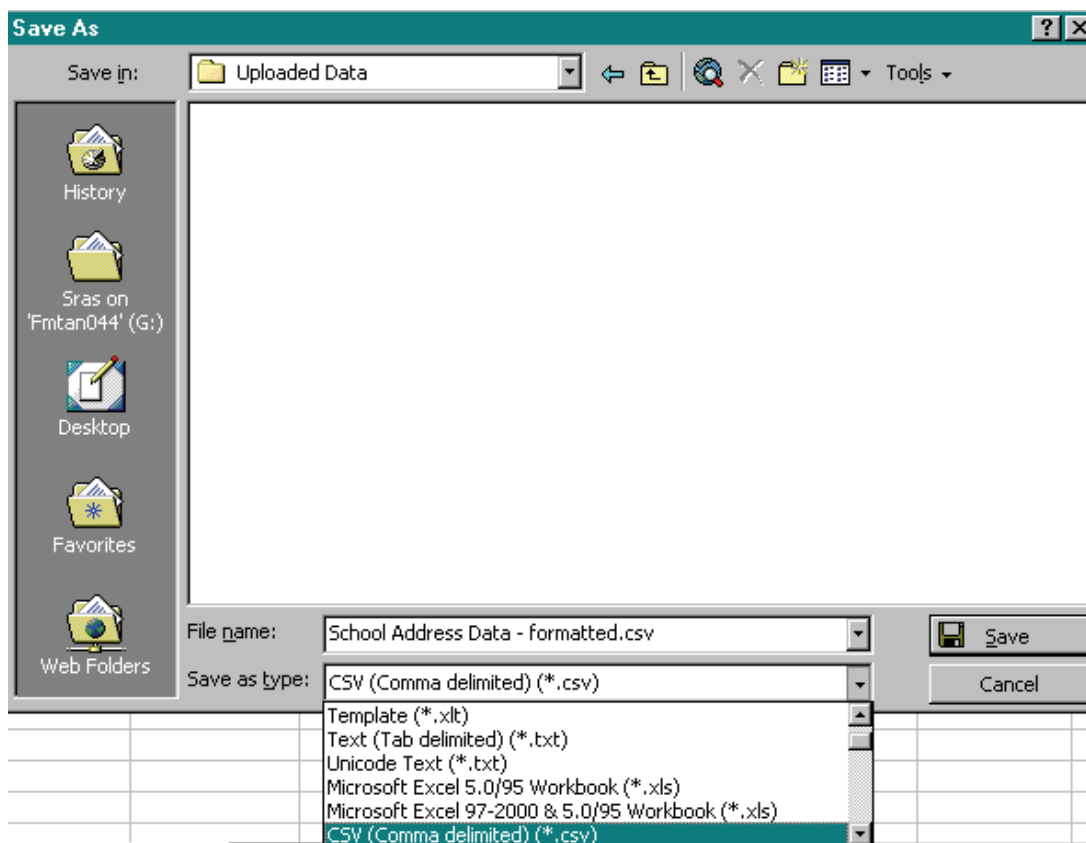 Save As
Save in:
Uploaded Data
Tools
History
Sras on
'Fmtan044' (G:)
Desktop
Favorites
Web Folders
File name:
School Address Data - formatted.csv
Save
Save as type:
CSV (Comma delimited) (*.csv)
Cancel
Template (*.xlt)
Text (Tab delimited) (*.txt)
Unicode Text (*.txt)
Microsoft Excel 5.0/95 Workbook (*.xls)
Microsoft Excel 97-2000 & 5.0/95 Workbook (*.xls)
CSV (Comma delimited) (*.csv)